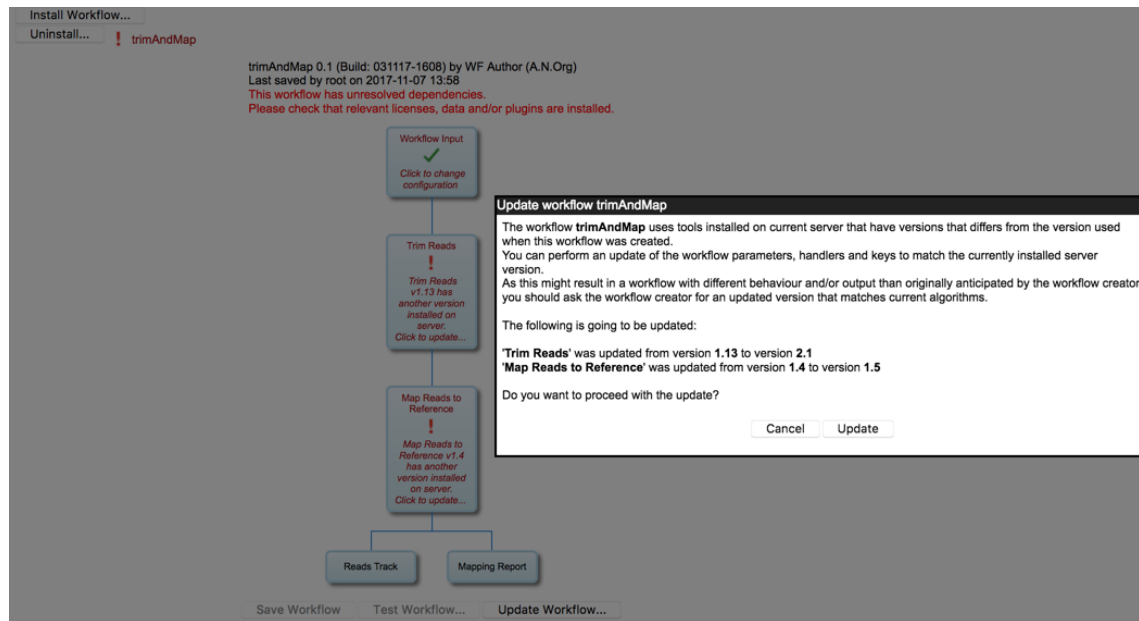 Install Workflow...
Uninstall...
trimAndMap
trimAndMap 0.1 (Build: 031117-1608) by WF Author (A.N.Org)
Last saved by root on 2017-11-07 13:58
This workflow has unresolved dependencies.
Please check that relevant licenses, data and/or plugins are installed.
Workflow Input
Click to change
configuration
Trim Reads
Trim Reads
v1.13 has
another version
installed on
server.
Click to update...
Map Reads to
Reference
Map Reads to
Reference v1.4
has another
version installed
on server.
Click to update...
Reads Track
Mapping Report
Save Workflow
Test Workflow...
Update Workflow...
Update workflow trimAndMap
The workflow trimAndMap uses tools installed on current server that have versions that differs from the version used
when this workflow was created.
You can perform an update of the workflow parameters, handlers and keys to match the currently installed server
version.
As this might result in a workflow with different behaviour and/or output than originally anticipated by the workflow creator
you should ask the workflow creator for an updated version that matches current algorithms.
The following is going to be updated:
'Trim Reads' was updated from version 1.13 to version 2.1
'Map Reads to Reference' was updated from version 1.4 to version 1.5
Do you want to proceed with the update?
Cancel
Update